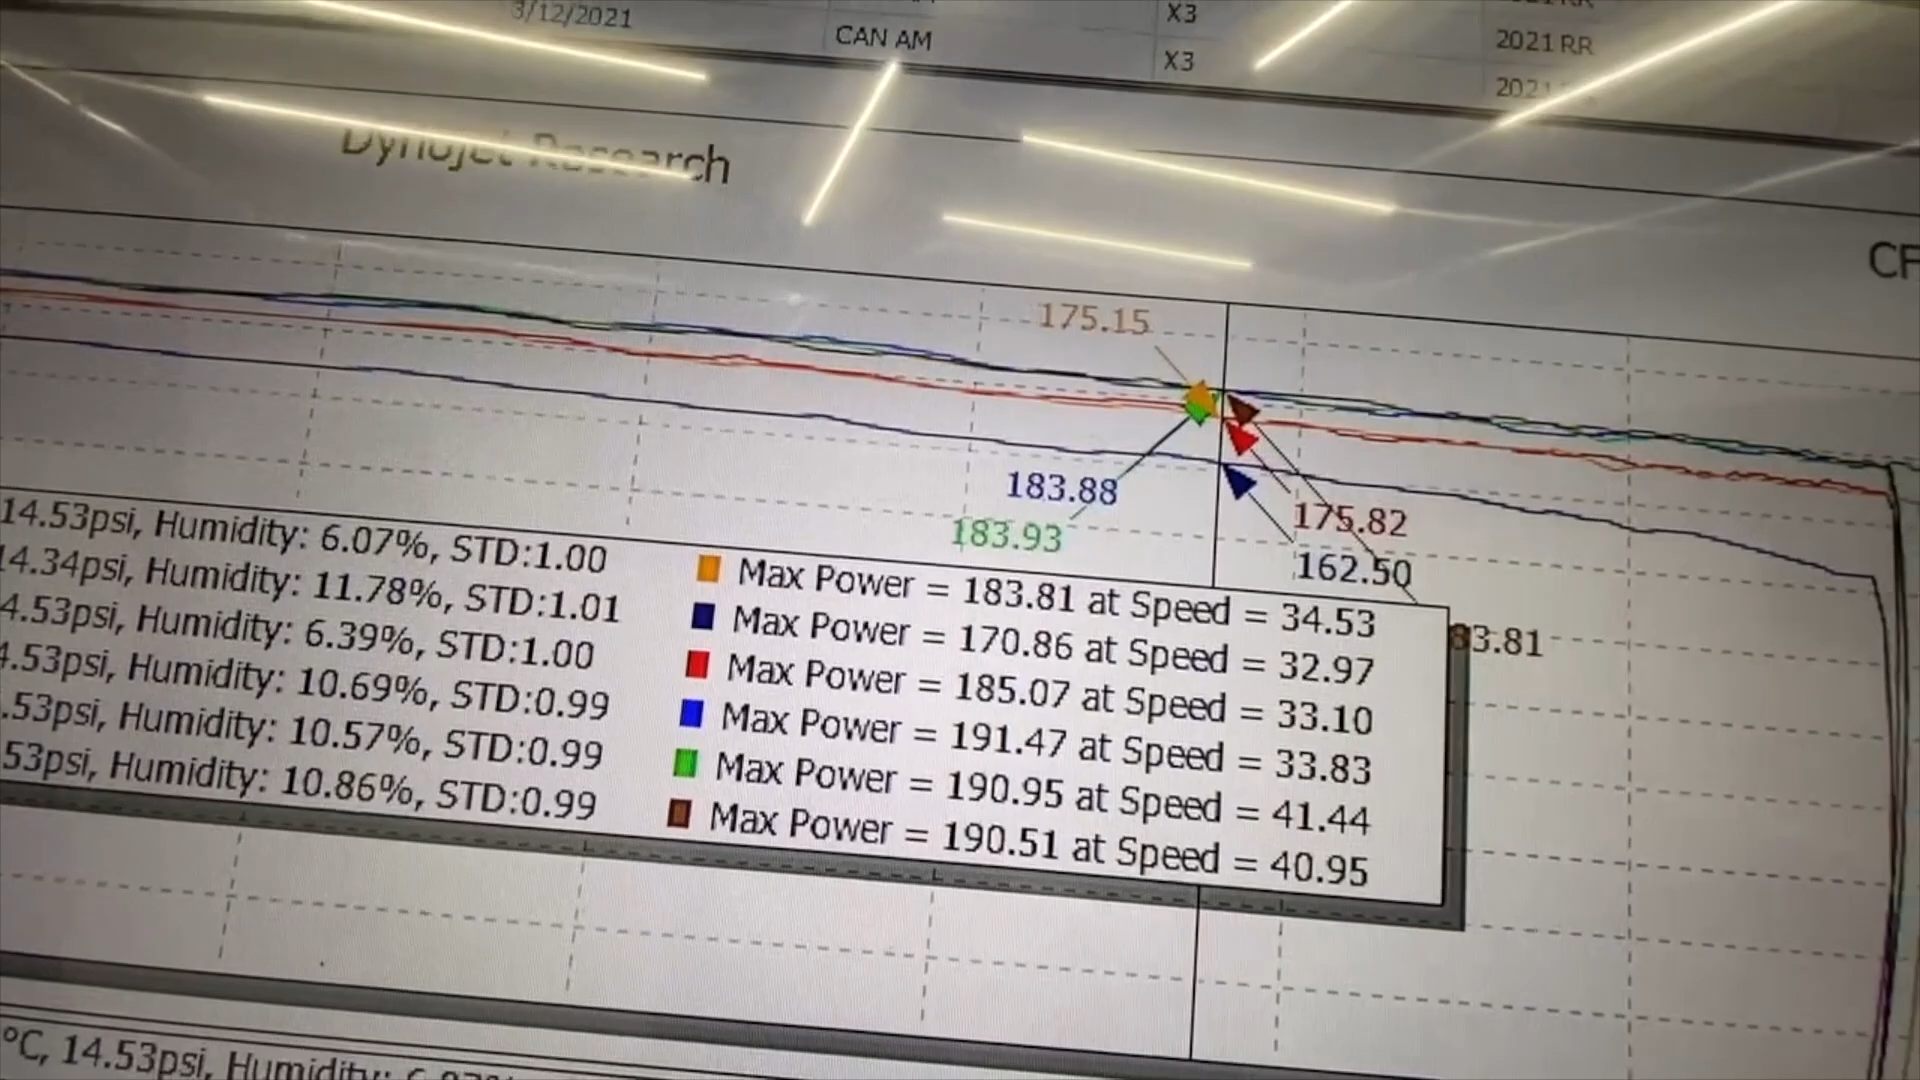 3/12/2021
CAN AM
X3
X3
2021 RR
2021
Dynojet Research
CF
175.15
183.88
183.93
175.82
162.50
83.81
14.53psi, Humidity: 6.07%, STD:1.00
14.34psi, Humidity: 11.78%, STD:1.01
4.53psi, Humidity: 6.39%, STD:1.00
4.53psi, Humidity: 10.69%, STD:0.99
.53psi, Humidity: 10.57%, STD:0.99
53psi, Humidity: 10.86%, STD:0.99
Max Power = 183.81 at Speed = 34.53
Max Power = 170.86 at Speed = 32.97
Max Power = 185.07 at Speed = 33.10
Max Power = 191.47 at Speed = 33.83
Max Power = 190.95 at Speed = 41.44
Max Power = 190.51 at Speed = 40.95
°C, 14.53psi, Humidity: